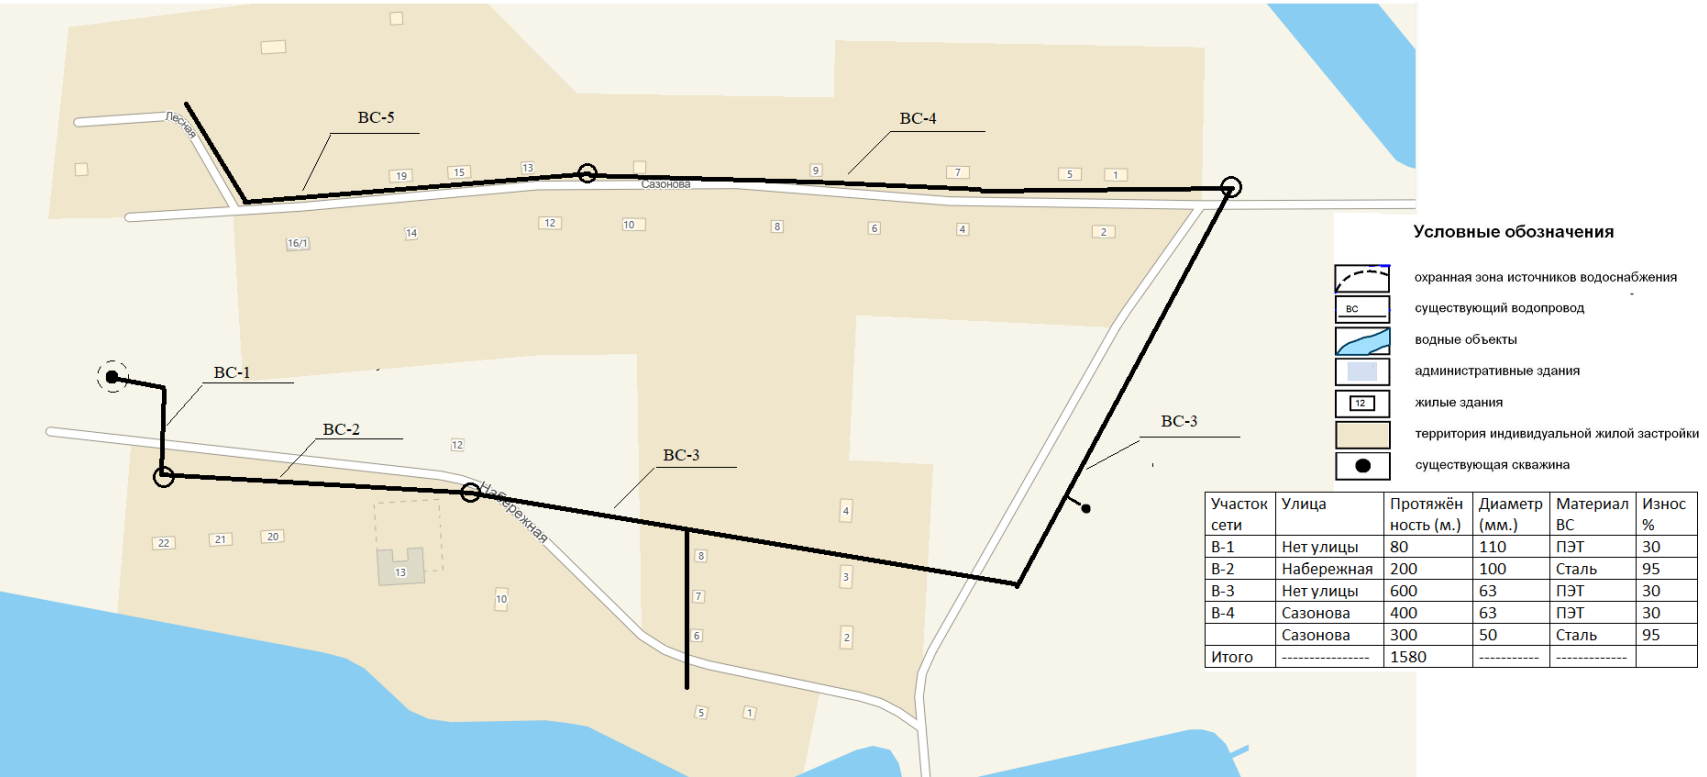 Лесная
ВС-5
ВС-4
19
15
13
9
7
5
1
Сазонова
16/1
14
12
10
8
6
4
2
ВС-1
ВС-2
12
Набережная
ВС-3
ВС-3
22
21
20
13
10
8
7
6
4
3
2
5
1
Условные обозначения
охранная зона источников водоснабжения
ВС
существующий водопровод
водные объекты
административные здания
12
жилые здания
территория индивидуальной жилой застройки
существующая скважина
Участок сети Улица Протяжён ность (м.) Диаметр (мм.) Материал ВС Износ %
В-1 Нет улицы 80 110 ПЭТ 30
В-2 Набережная 200 100 Сталь 95
В-3 Нет улицы 600 63 ПЭТ 30
В-4 Сазонова 400 63 ПЭТ 30
Сазонова 300 50 Сталь 95
Итого ---------------- 1580 ----------- -------------